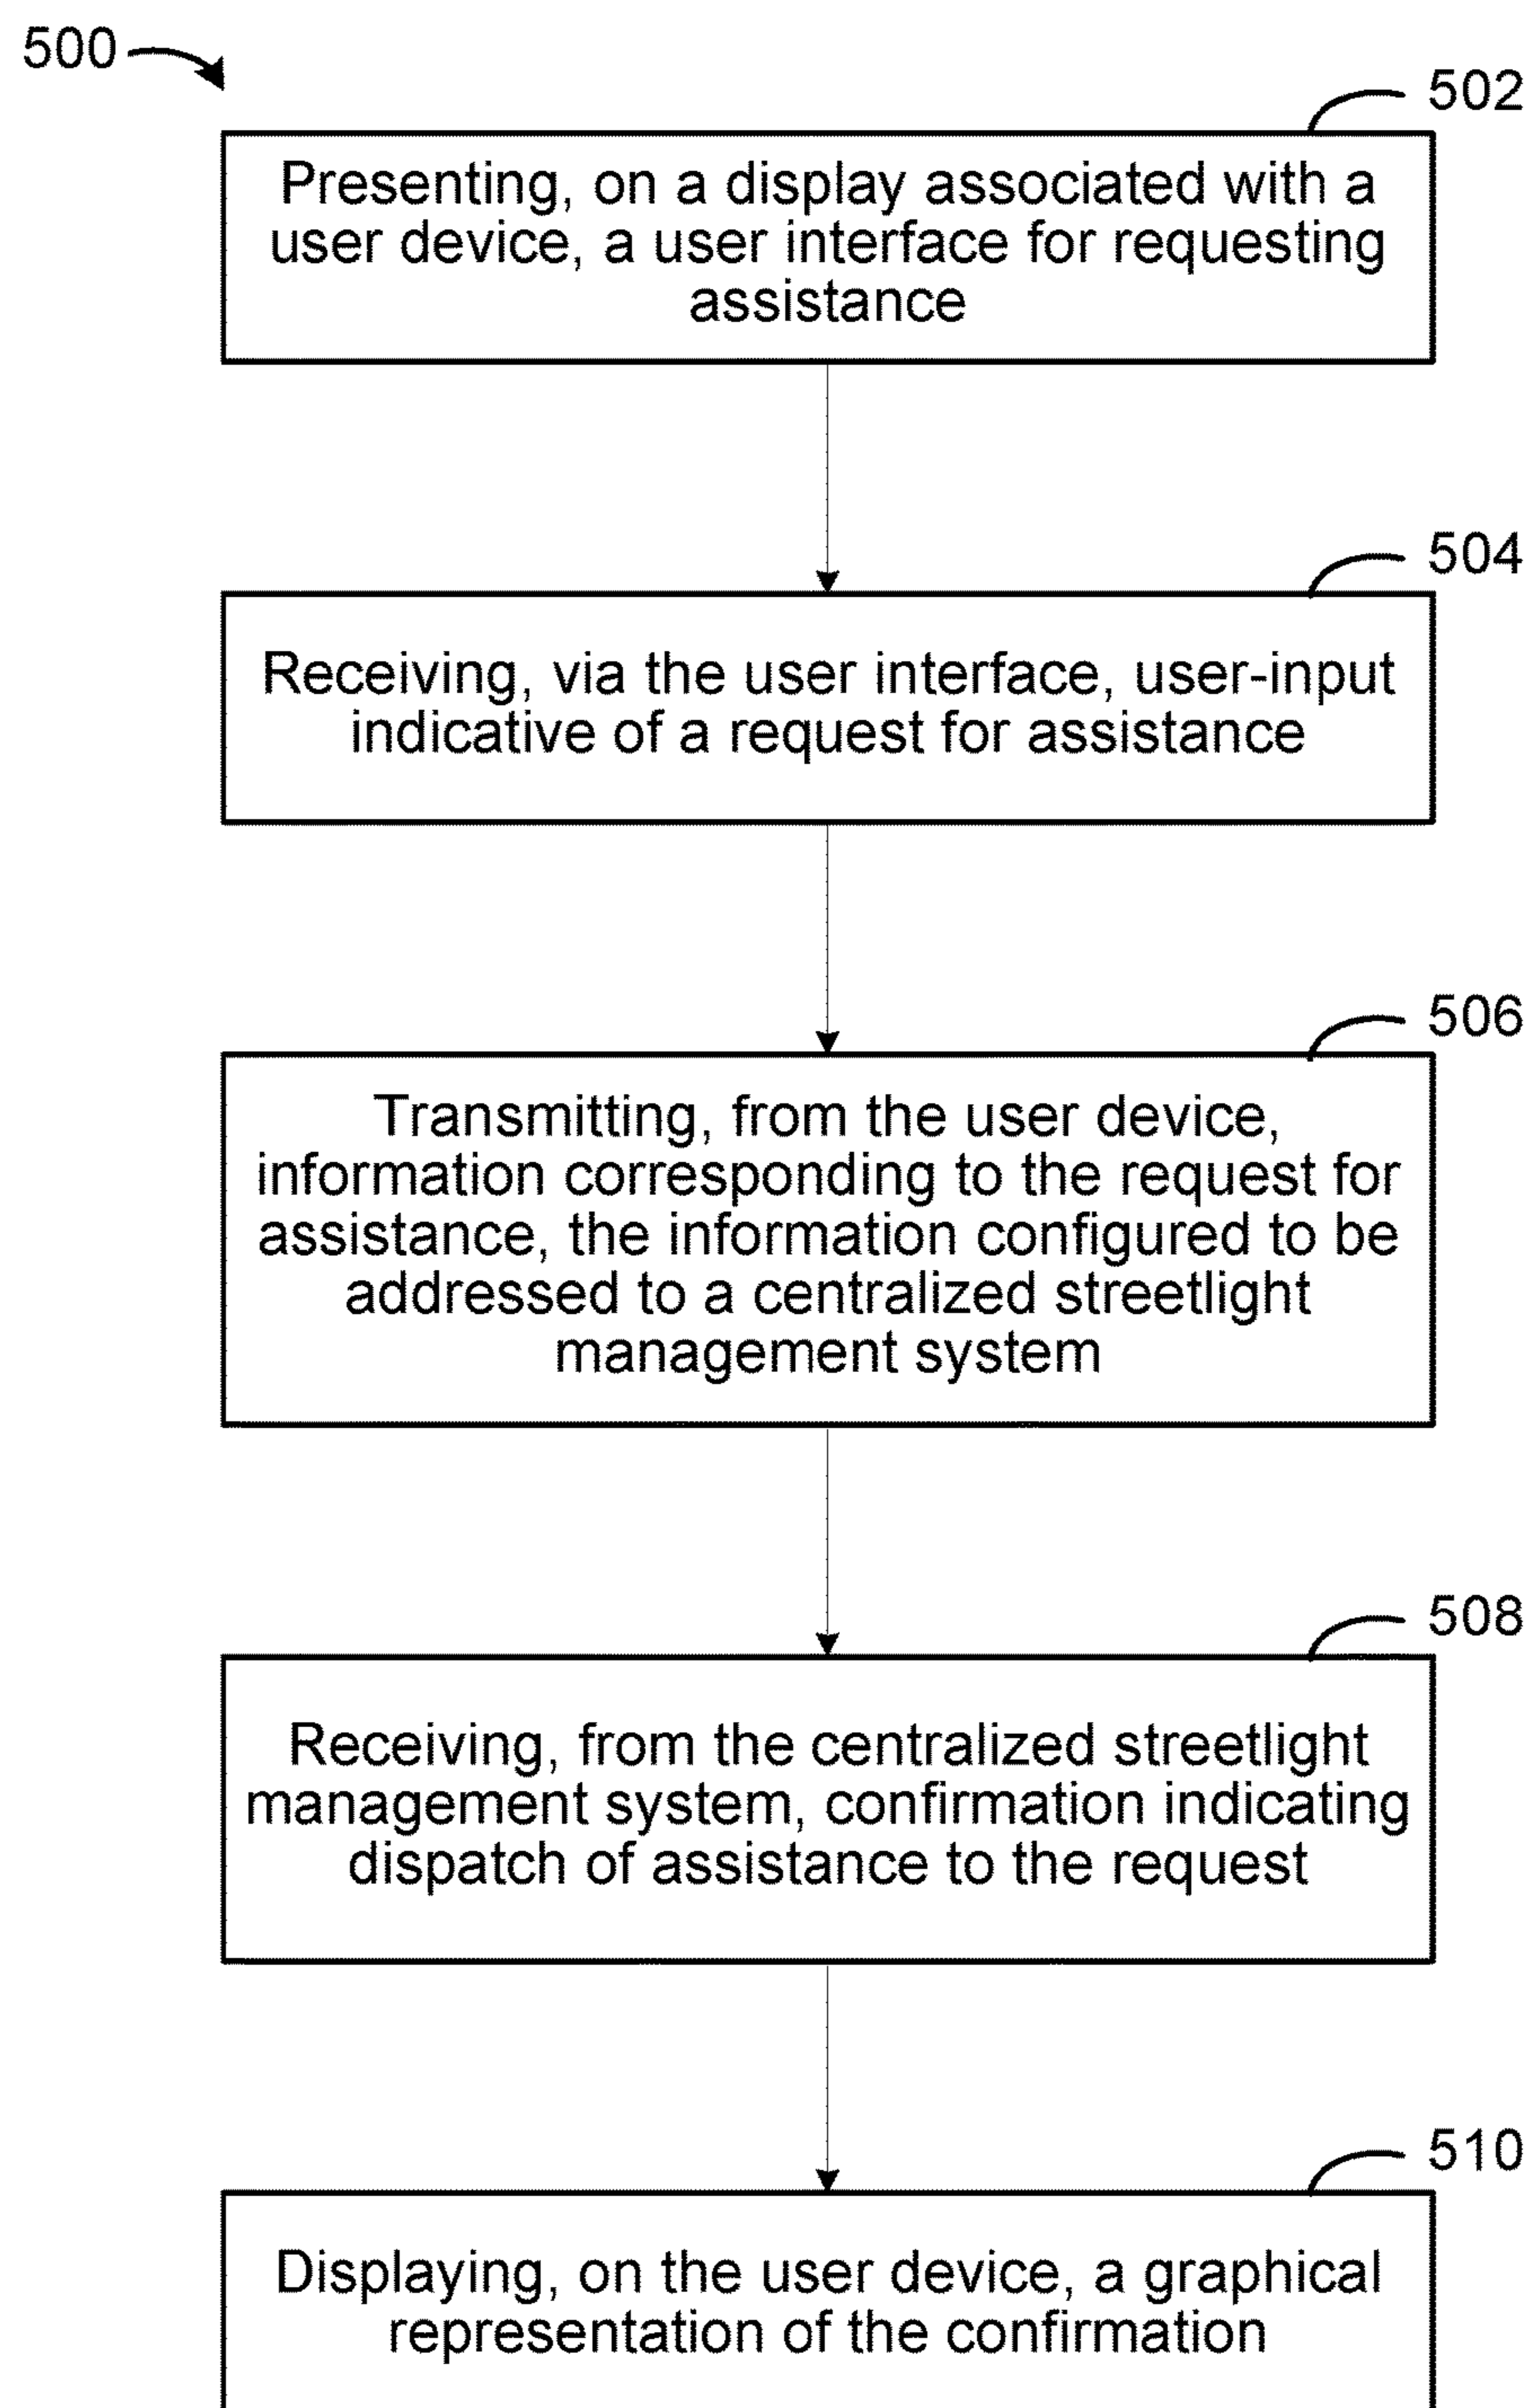 500
502
Presenting, on a display associated with a
user device, a user interface for requesting
assistance
504
Receiving, via the user interface, user-input
indicative of a request for assistance
506
Transmitting, from the user device,
information corresponding to the request for
assistance, the information configured to be
addressed to a centralized streetlight
management system
508
Receiving, from the centralized streetlight
management system, confirmation indicating
dispatch of assistance to the request
510
Displaying, on the user device, a graphical
representation of the confirmation